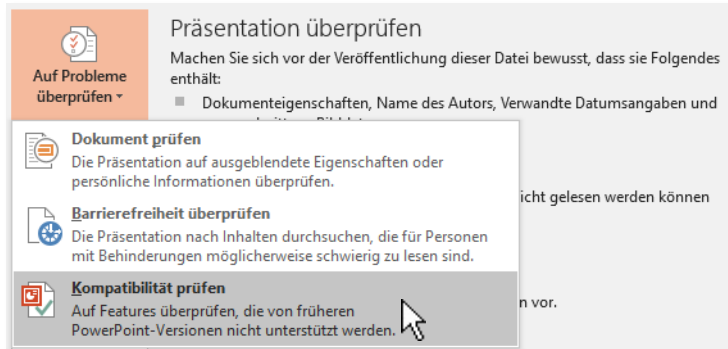 Präsentation überprüfen
Machen Sie sich vor der Veröffentlichung dieser Datei bewusst, dass sie Folgendes
enthält:
Dokumenteigenschaften, Name des Autors, Verwandte Datumsangaben und
Auf Probleme
überprüfen
Dokument prüfen
Die Präsentation auf ausgeblendete Eigenschaften oder
persönliche Informationen überprüfen.
icht gelesen werden können
Barrierefreiheit überprüfen
Die Präsentation nach Inhalten durchsuchen, die für Personen
mit Behinderungen möglicherweise schwierig zu lesen sind.
Kompatibilität prüfen
Auf Features überprüfen, die von früheren
PowerPoint-Versionen nicht unterstützt werden.
n vor.